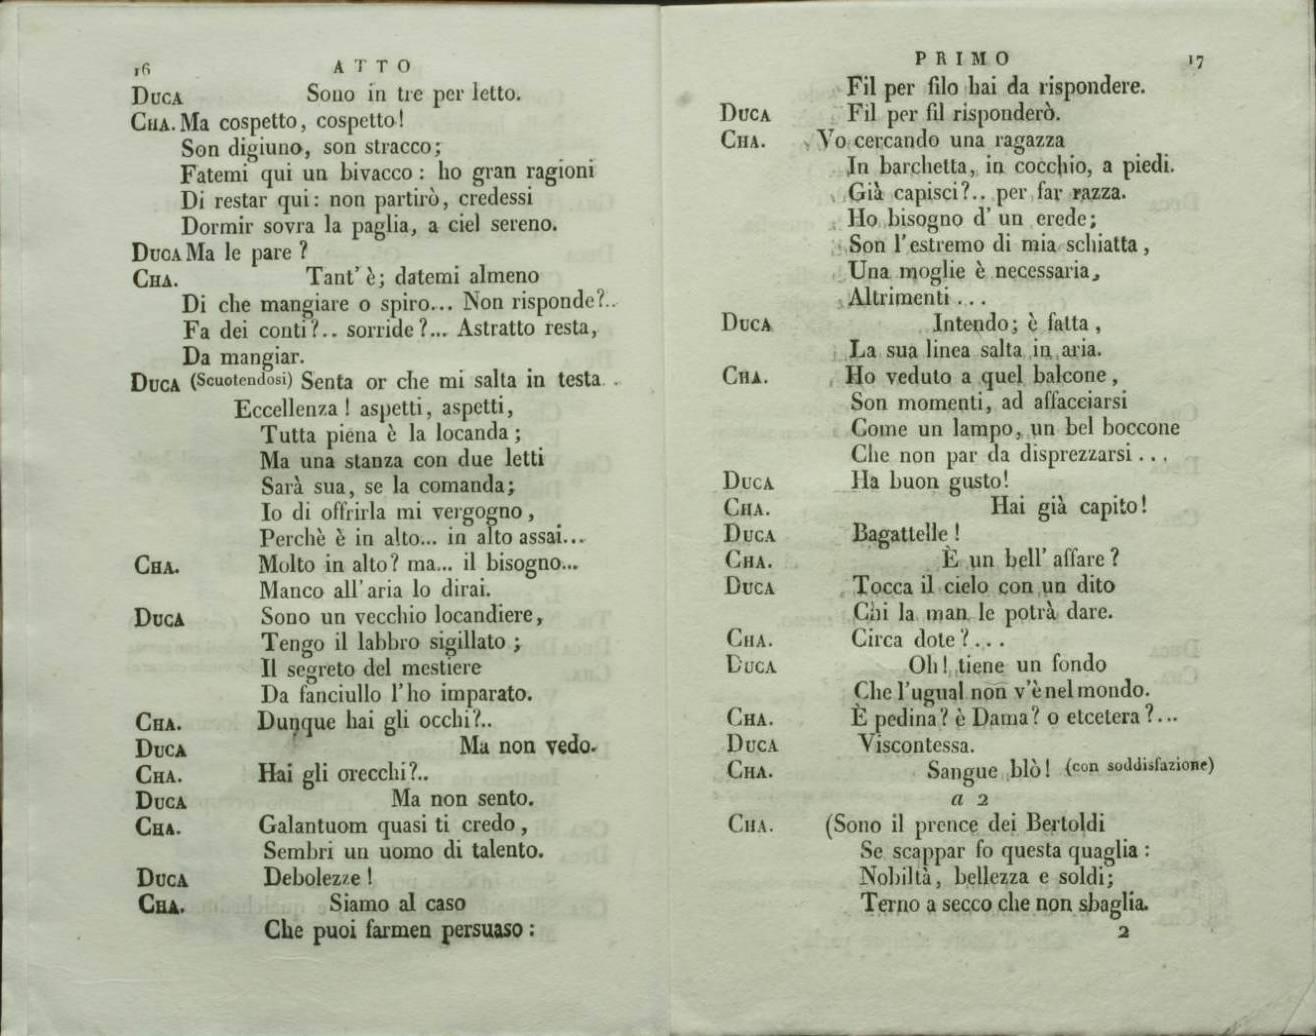 16 ATTO
DUCA Sono in tre per letto.
CHA. Ma cospetto, cospetto!
Son digiuno, son stracco;
Fatemi qui un bivacco: ho gran ragioni
Di restar qui: non partirò, credessi
Dormir sovra la paglia, a ciel sereno.
DUCA Ma le pare?
CHA. Tant' è; datemi almeno
Di che mangiare o spiro... Non risponde?..
Fa dei conti?.. sorride?... Astratto resta,
Da mangiar.
DUCA (Scuotendosi) Senta or che mi salta in testa..
Eccellenza! aspetti, aspetti,
Tutta piena è la locanda;
Ma una stanza con due letti
Sarà sua, se la comanda;
Io di offrirla mi vergogno,
Perchè è in alto... in alto assai...
CHA. Molto in alto? ma... il bisogno...
Manco all' aria lo dirai.
DUCA Sono un vecchio locandiere,
Tengo il labbro sigillato;
Il segreto del mestiere
Da fanciullo l' ho imparato.
CHA. Dunque hai gli occhi?..
DUCA Ma non vedo.
CHA. Hai gli orecchi?..
DUCA Ma non sento.
CHA. Galantuom quasi ti credo,
Sembri un uomo di talento.
DUCA Debolezze!
CHA. Siamo al caso
Che puoi farmen persuaso:
PRIMO 17
Fil per filo hai da rispondere.
DUCA Fil per fil risponderò.
CHA. Vo cercando una ragazza
In barchetta, in cocchio, a piedi.
Già capisci?.. per far razza.
Ho bisogno d' un erede;
Son l' estremo di mia schiatta,
Una moglie è necessaria,
Altrimenti...
DUCA Intendo; è fatta,
La sua linea salta in aria.
CHA. Ho veduto a quel balcone,
Son momenti, ad affacciarsi
Come un lampo, un bel boccone
Che non par da disprezzarsi...
DUCA Ha buon gusto!
CHA. Hai già capito!
DUCA Bagattelle!
CHA. È un bell' affare?
DUCA Tocca il cielo con un dito
Chi la man le potrà dare.
CHA. Circa dote?...
DUCA Oh! tiene un fondo
Che l' ugual non v'è nel mondo.
CHA. È pedina? è Dama? o etcetera?...
DUCA Viscontessa.
CHA. Sangue blò! (con soddisfazione)
a 2
CHA. (Sono il prence dei Bertoldi
Se scappar fo questa quaglia:
Nobiltà, bellezza e soldi;
Terno a secco che non sbaglia.
2